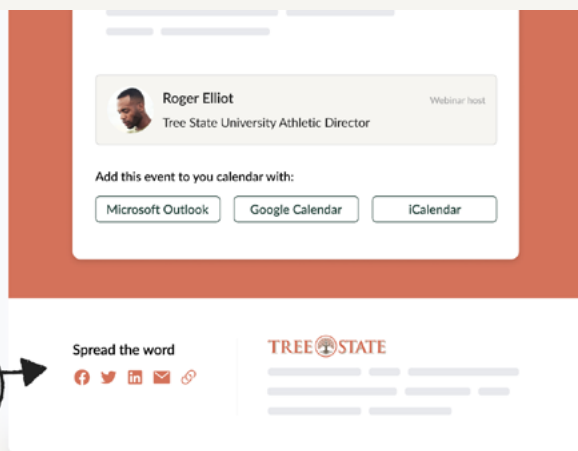 Roger Elliot
Webinar host
Tree State University Athletic Director
Add this event to you calendar with:
Microsoft Outlook
Google Calendar
iCalendar
Spread the word
TREE STATE